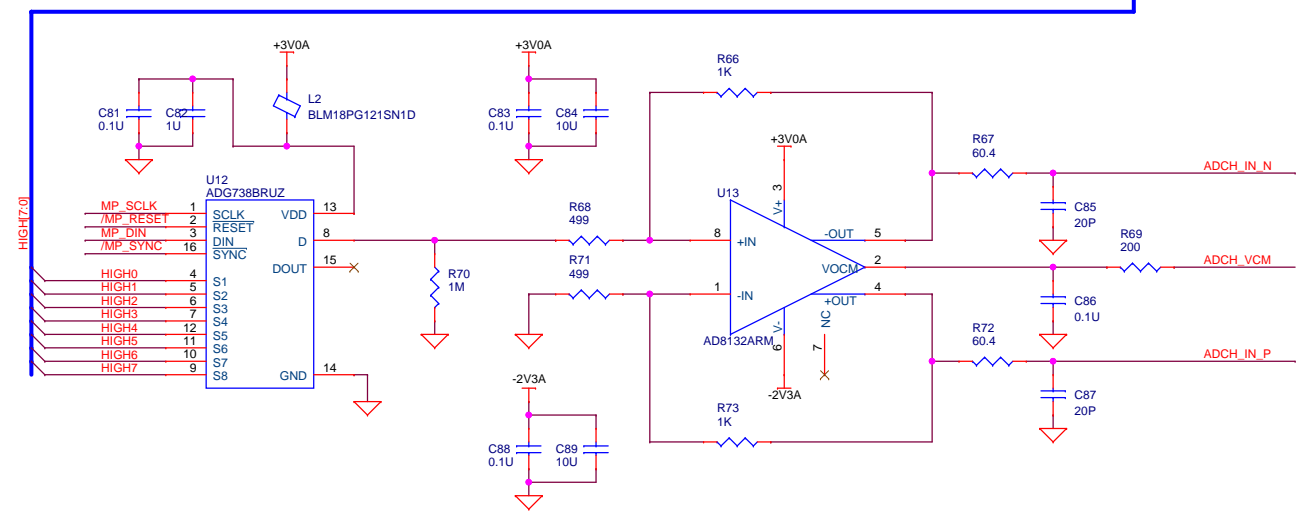 +3V0A
+3V0A
R66
1K
C81
0.1U
C82
1U
L2
BLM18PG121SN1D
C83
0.1U
C84
10U
+3V0A
R67
60.4
ADCH_IN_N
HIGH[7:0]
U12
ADG738BRUZ
MP_SCLK 1 SCLK
/MP_RESET 2 RESET
MP_DIN 3 DIN
/MP_SYNC 16 SYNC
VDD 13
D 8
DOUT 15
HIGH0 4 S1
HIGH1 5 S2
HIGH2 6 S3
HIGH3 7 S4
HIGH4 12 S5
HIGH5 11 S6
HIGH6 10 S7
HIGH7 9 S8
GND 14
R70
1M
R68
499
R71
499
U13
3
V+
8 +IN
1 -IN
-OUT 5
VOCM 2
+OUT 4
V-
6
NC
7
AD8132ARM
-2V3A
C85
20P
R69
200
ADCH_VCM
C86
0.1U
R72
60.4
ADCH_IN_P
C87
20P
-2V3A
R73
1K
C88
0.1U
C89
10U